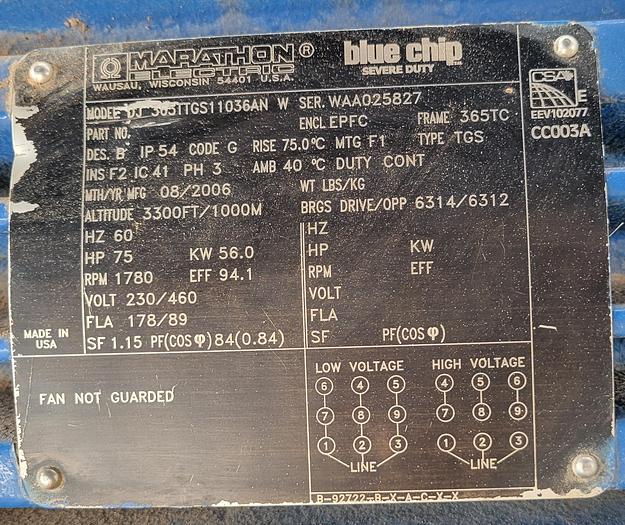 MARATHON® blue chip
ELECTRIC SEVERE DUTY
WAUSAU, WISCONSIN 54401 U.S.A.
CSA
E
EEV102077
CC003A
MODEL DJ 365TTGS11036AN W SER. WAA025827
PART NO. ENCL EPFC FRAME 365TC
DES. B IP 54 CODE G RISE 75.0°C MTG F1 TYPE TGS
INS F2 IC 41 PH 3 AMB 40 °C DUTY CONT
MTH/YR MFG 08/2006 WT LBS/KG
ALTITUDE 3300FT/1000M BRGS DRIVE/OPP 6314/6312
HZ 60 HZ
HP 75 KW 56.0 HP KW
RPM 1780 EFF 94.1 RPM EFF
VOLT 230/460 VOLT
FLA 178/89 FLA
SF 1.15 PF(COS φ) 84(0.84) SF PF(COS φ)
MADE IN
USA
FAN NOT GUARDED
LOW VOLTAGE HIGH VOLTAGE
6 4 5 4 5 6
7 8 9 7 8 9
1 2 3 1 2 3
LINE LINE
B-92722-B-X-A-C-X-X